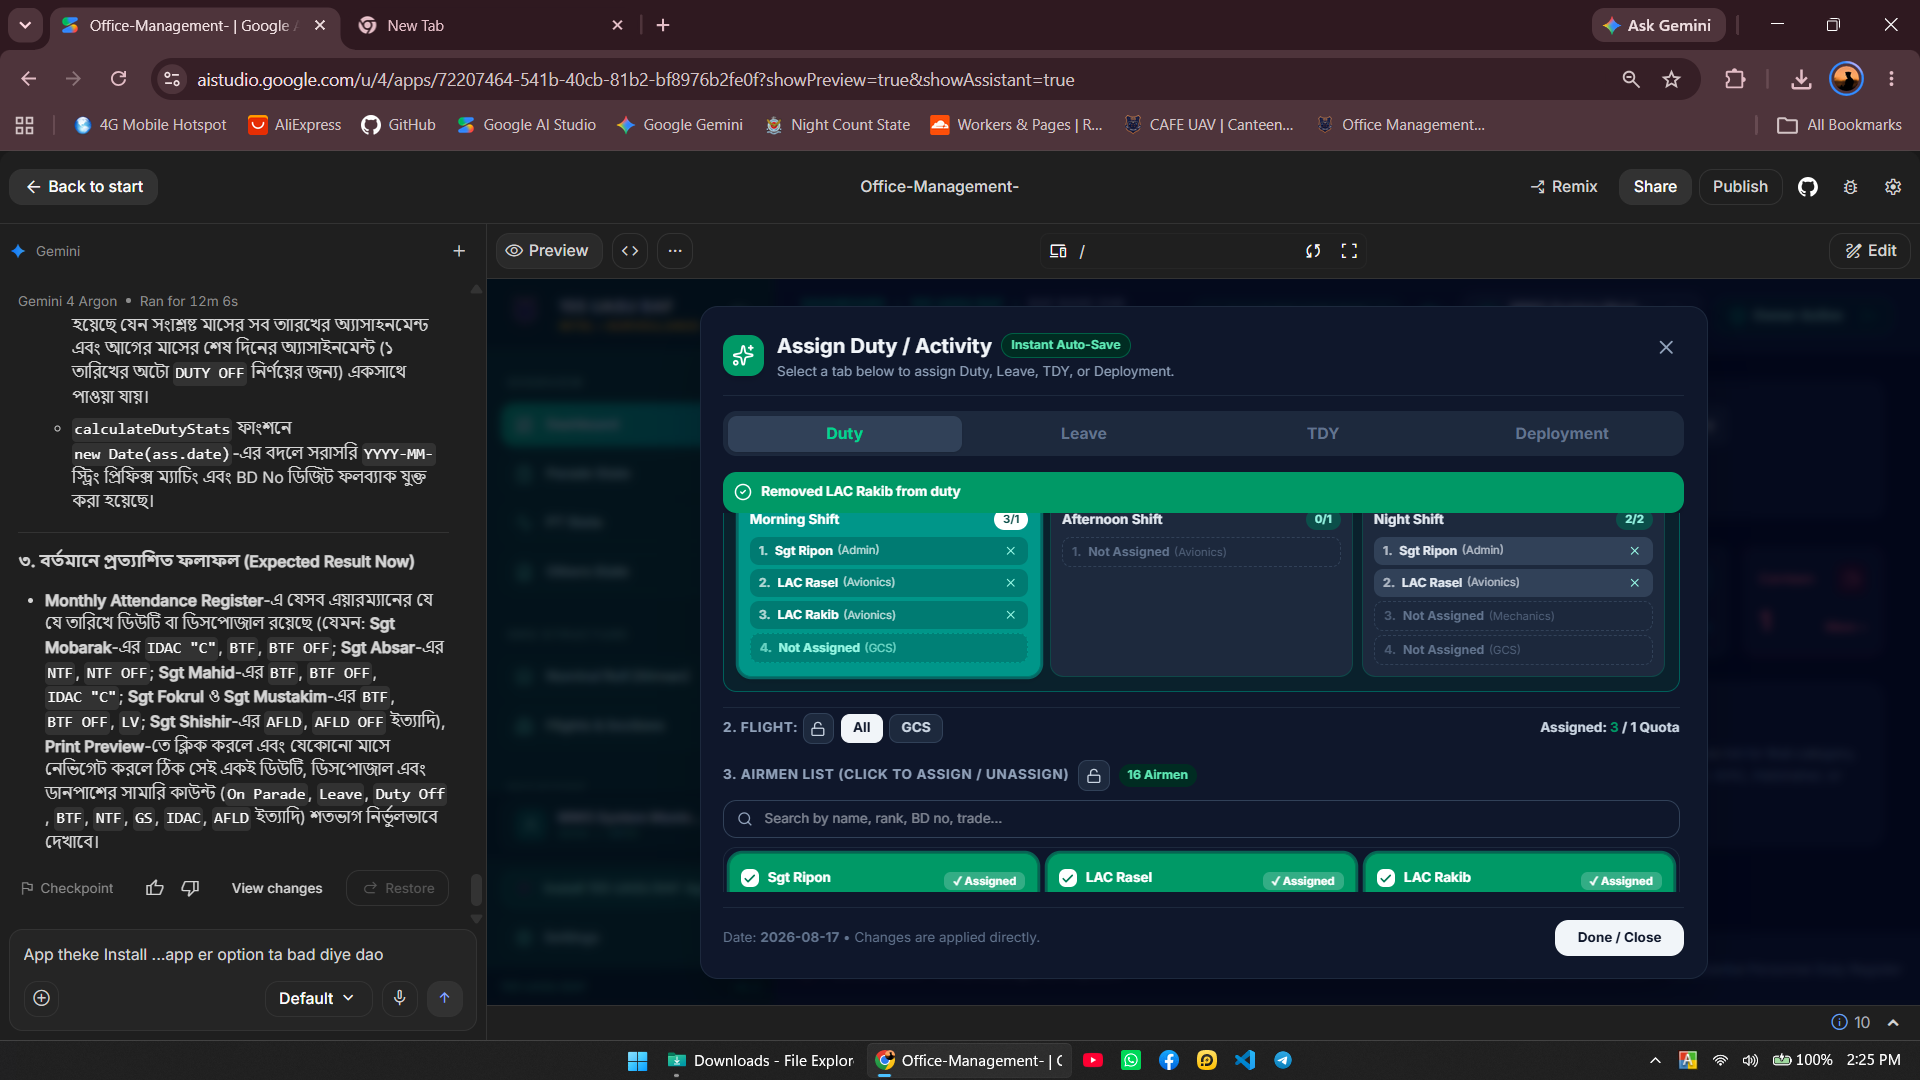 Office-Management- | Google A
New Tab
Ask Gemini
aistudio.google.com/u/4/apps/72207464-541b-40cb-81b2-bf8976b2fe0f?showPreview=true&showAssistant=true
4G Mobile Hotspot
AliExpress
GitHub
Google AI Studio
Google Gemini
Night Count State
Workers & Pages | R...
CAFE UAV | Canteen...
Office Management...
All Bookmarks
Back to start
Office-Management-
Remix
Share
Publish
Gemini
Preview
/
Edit
Gemini 4 Argon • Ran for 12m 6s
হয়েছে যেন সংশ্লিষ্ট মাসের সব তারিখের অ্যাসাইনমেন্ট
এবং আগের মাসের শেষ দিনের অ্যাসাইনমেন্ট (১
তারিখের অটো DUTY OFF নির্ণয়ের জন্য) একসাথে
পাওয়া যায়।
calculateDutyStats ফাংশনে
new Date(ass.date)-এর বদলে সরাসরি YYYY-MM-
স্ট্রিং প্রিফিক্স ম্যাচিং এবং BD No ডিজিট ফলব্যাক যুক্ত
করা হয়েছে।
৩. বর্তমানে প্রত্যাশিত ফলাফল (Expected Result Now)
• Monthly Attendance Register-এ যেসব এয়ারম্যানের যে
যে তারিখে ডিউটি বা ডিসপোজাল রয়েছে (যেমন: Sgt
Mobarak-এর IDAC "C", BTF, BTF OFF; Sgt Absar-এর
NTF, NTF OFF; Sgt Mahid-এর BTF, BTF OFF,
IDAC "C"; Sgt Fokrul ও Sgt Mustakim-এর BTF,
BTF OFF, LV; Sgt Shishir-এর AFLD, AFLD OFF ইত্যাদি),
Print Preview-তে ক্লিক করলে এবং যেকোনো মাসে
নেভিগেট করলে ঠিক সেই একই ডিউটি, ডিসপোজাল এবং
ডানপাশের সামারি কাউন্ট (On Parade, Leave, Duty Off
, BTF, NTF, GS, IDAC, AFLD ইত্যাদি) শতভাগ নির্ভুলভাবে
দেখাবে।
Checkpoint
View changes
Restore
App theke Install ...app er option ta bad diye dao
Default
Assign Duty / Activity
Instant Auto-Save
Select a tab below to assign Duty, Leave, TDY, or Deployment.
Duty
Leave
TDY
Deployment
Removed LAC Rakib from duty
Morning Shift 3/1
1. Sgt Ripon (Admin)
2. LAC Rasel (Avionics)
3. LAC Rakib (Avionics)
4. Not Assigned (GCS)
Afternoon Shift 0/1
1. Not Assigned (Avionics)
Night Shift 2/2
1. Sgt Ripon (Admin)
2. LAC Rasel (Avionics)
3. Not Assigned (Mechanics)
4. Not Assigned (GCS)
2. FLIGHT:
All
GCS
Assigned: 3 / 1 Quota
3. AIRMEN LIST (CLICK TO ASSIGN / UNASSIGN)
16 Airmen
Search by name, rank, BD no, trade...
Sgt Ripon ✓ Assigned
LAC Rasel ✓ Assigned
LAC Rakib ✓ Assigned
Date: 2026-08-17 • Changes are applied directly.
Done / Close
10
Downloads - File Explor
Office-Management- | G
100%
2:25 PM